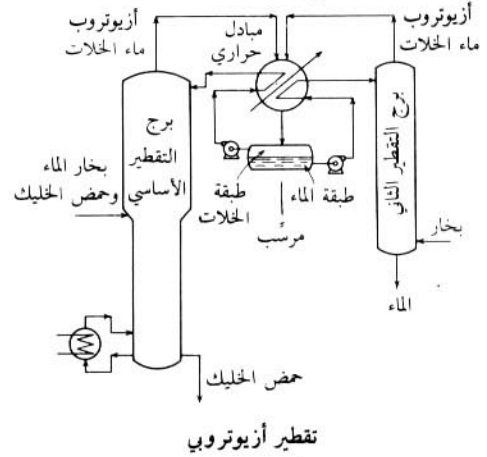 أزيوتروب
ماء الخلات
مبادل
حراري
أزيوتروب
ماء الخلات
برج
التقطير
الأساسي
بخار الماء
وحمض الخليك
طبقة
الخلات
طبقة الماء
مرسّب
برج التقطير الثاني
بخار
الماء
حمض الخليك
تقطير أزيوتروبي